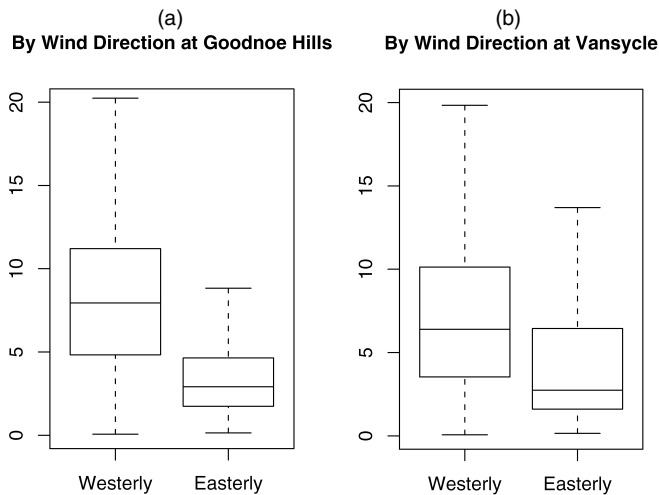 (a)
By Wind Direction at Goodnoe Hills
20
15
10
5
0
Westerly Easterly
(b)
By Wind Direction at Vansycle
20
15
10
5
0
Westerly Easterly